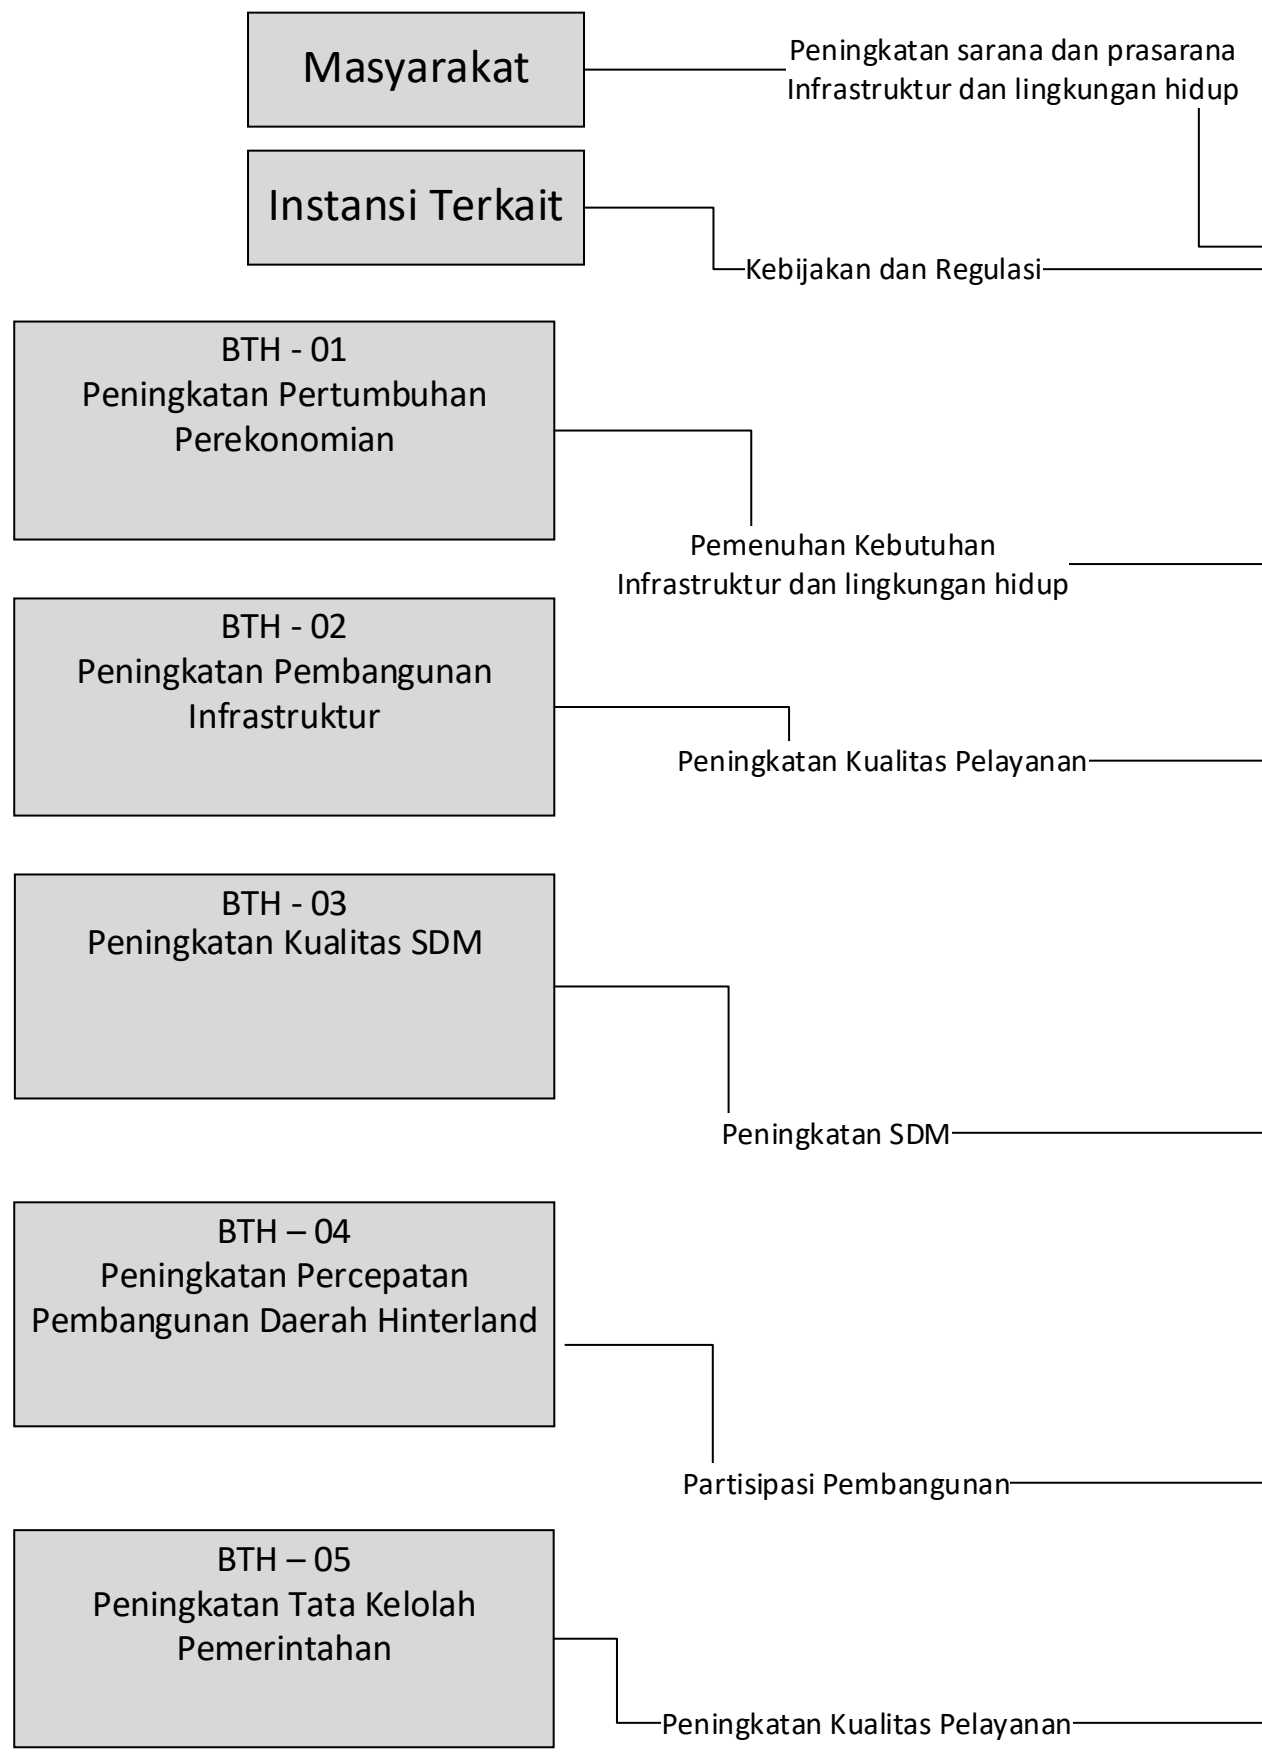 Masyarakat
Peningkatan sarana dan prasarana
Infrastruktur dan lingkungan hidup
Instansi Terkait
Kebijakan dan Regulasi
BTH - 01
Peningkatan Pertumbuhan
Perekonomian
Pemenuhan Kebutuhan
Infrastruktur dan lingkungan hidup
BTH - 02
Peningkatan Pembangunan
Infrastruktur
Peningkatan Kualitas Pelayanan
BTH - 03
Peningkatan Kualitas SDM
Peningkatan SDM
BTH – 04
Peningkatan Percepatan
Pembangunan Daerah Hinterland
Partisipasi Pembangunan
BTH – 05
Peningkatan Tata Kelolah
Pemerintahan
Peningkatan Kualitas Pelayanan